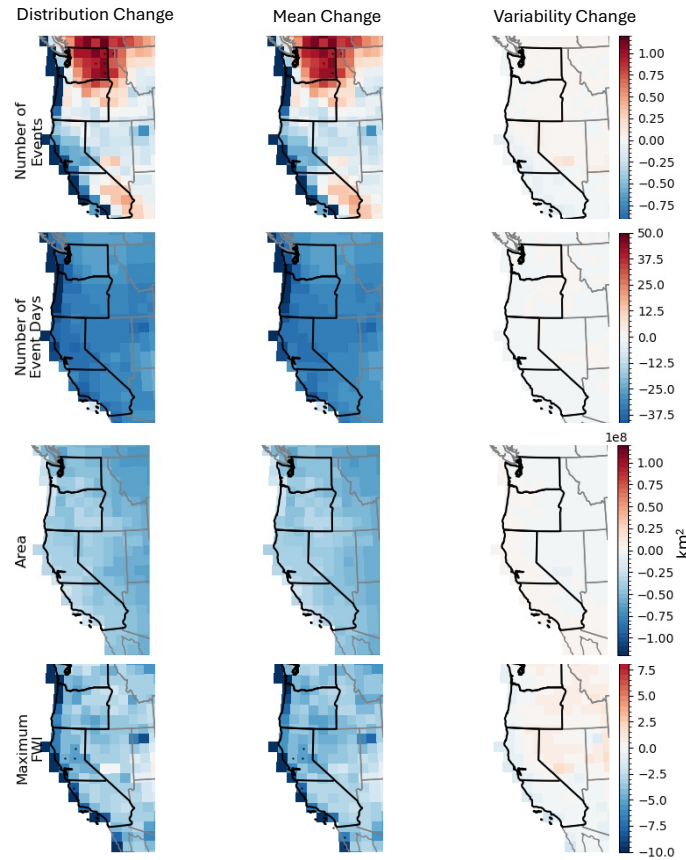 Distribution Change
Mean Change
Variability Change
Number of
Events
1.00
0.75
0.50
0.25
0.00
−0.25
−0.50
−0.75
Number of
Event Days
50.0
37.5
25.0
12.5
0.0
−12.5
−25.0
−37.5
Area
1e8
1.00
0.75
0.50
0.25
0.00
−0.25
−0.50
−0.75
−1.00
km²
Maximum
FWI
7.5
5.0
2.5
0.0
−2.5
−5.0
−7.5
−10.0